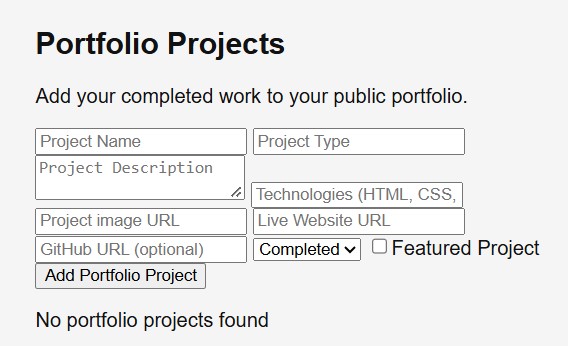 Portfolio Projects
Add your completed work to your public portfolio.
Project Name Project Type
Project Description
Technologies (HTML, CSS,
Project image URL Live Website URL
GitHub URL (optional) Completed Featured Project
Add Portfolio Project
No portfolio projects found